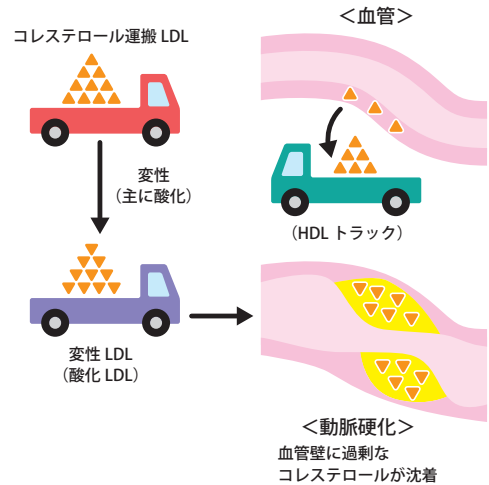 コレステロール運搬 LDL
変性
（主に酸化）
変性 LDL
（酸化 LDL）
＜血管＞
（HDL トラック）
＜動脈硬化＞
血管壁に過剰な
コレステロールが沈着